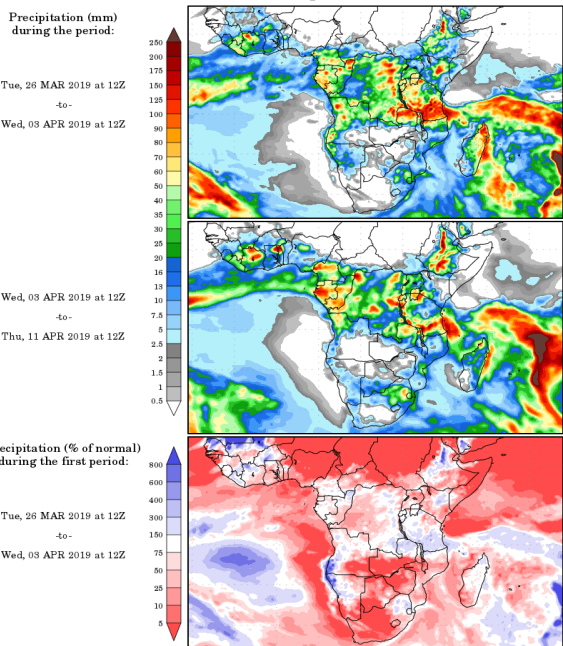 Precipitation (mm)
during the period:
Tue, 26 MAR 2019 at 12Z
-to-
Wed, 03 APR 2019 at 12Z
250
200
175
150
125
100
90
80
70
60
50
40
35
30
25
20
16
13
10
7.5
5
2.5
2
1.5
1
0.5
Wed, 03 APR 2019 at 12Z
-to-
Thu, 11 APR 2019 at 12Z
ecipitation (% of normal)
during the first period:
Tue, 26 MAR 2019 at 12Z
-to-
Wed, 03 APR 2019 at 12Z
800
600
400
300
150
75
50
25
10
5